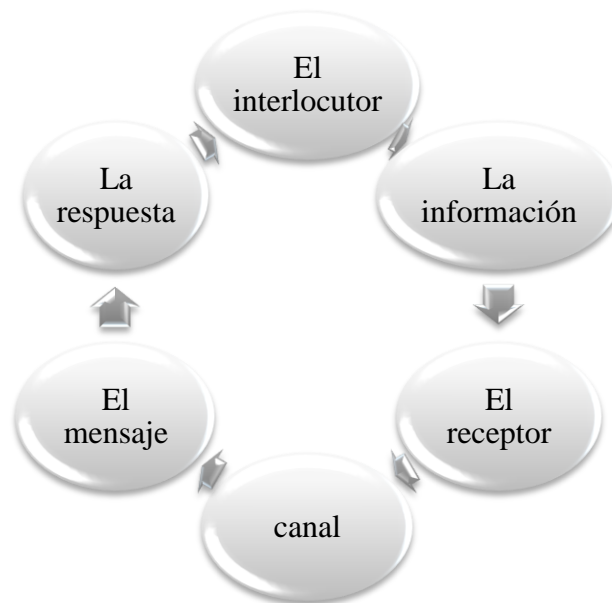 El
interlocutor
La
información
El
receptor
canal
El
mensaje
La
respuesta